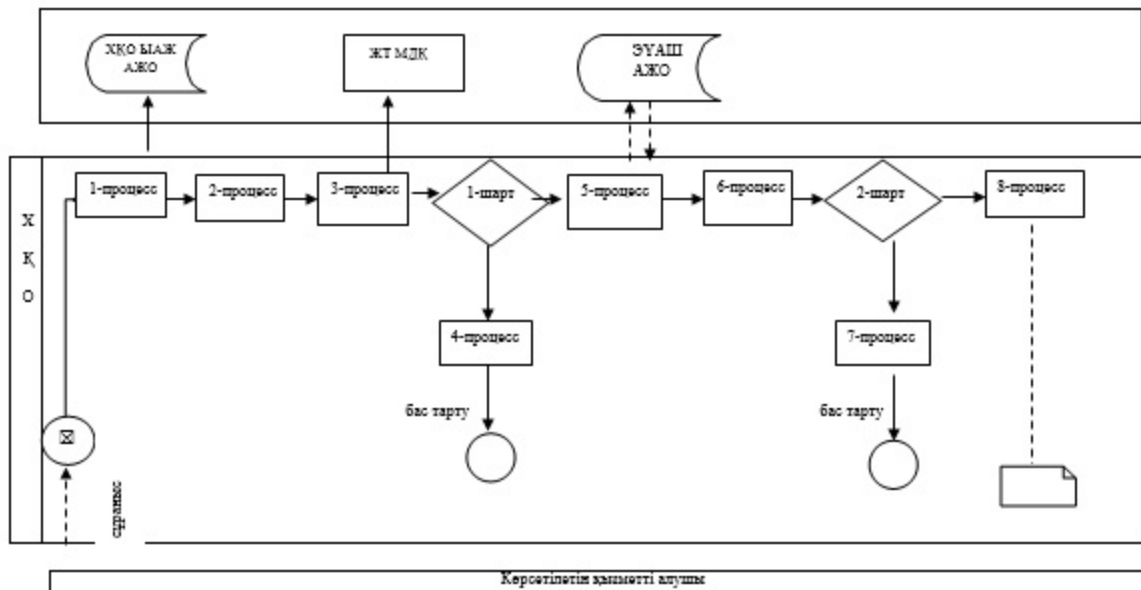 ХҚО ЫАЖ
АЖО
ЖТ МДҚ
ЭҮАШ
АЖО
1-процесс
2-процесс
3-процесс
1-шарт
5-процесс
6-процесс
2-шарт
8-процесс
Х
Қ
О
4-процесс
7-процесс
бас тарту
бас тарту
сұраныс
Көрсетілетін қызметті алушы